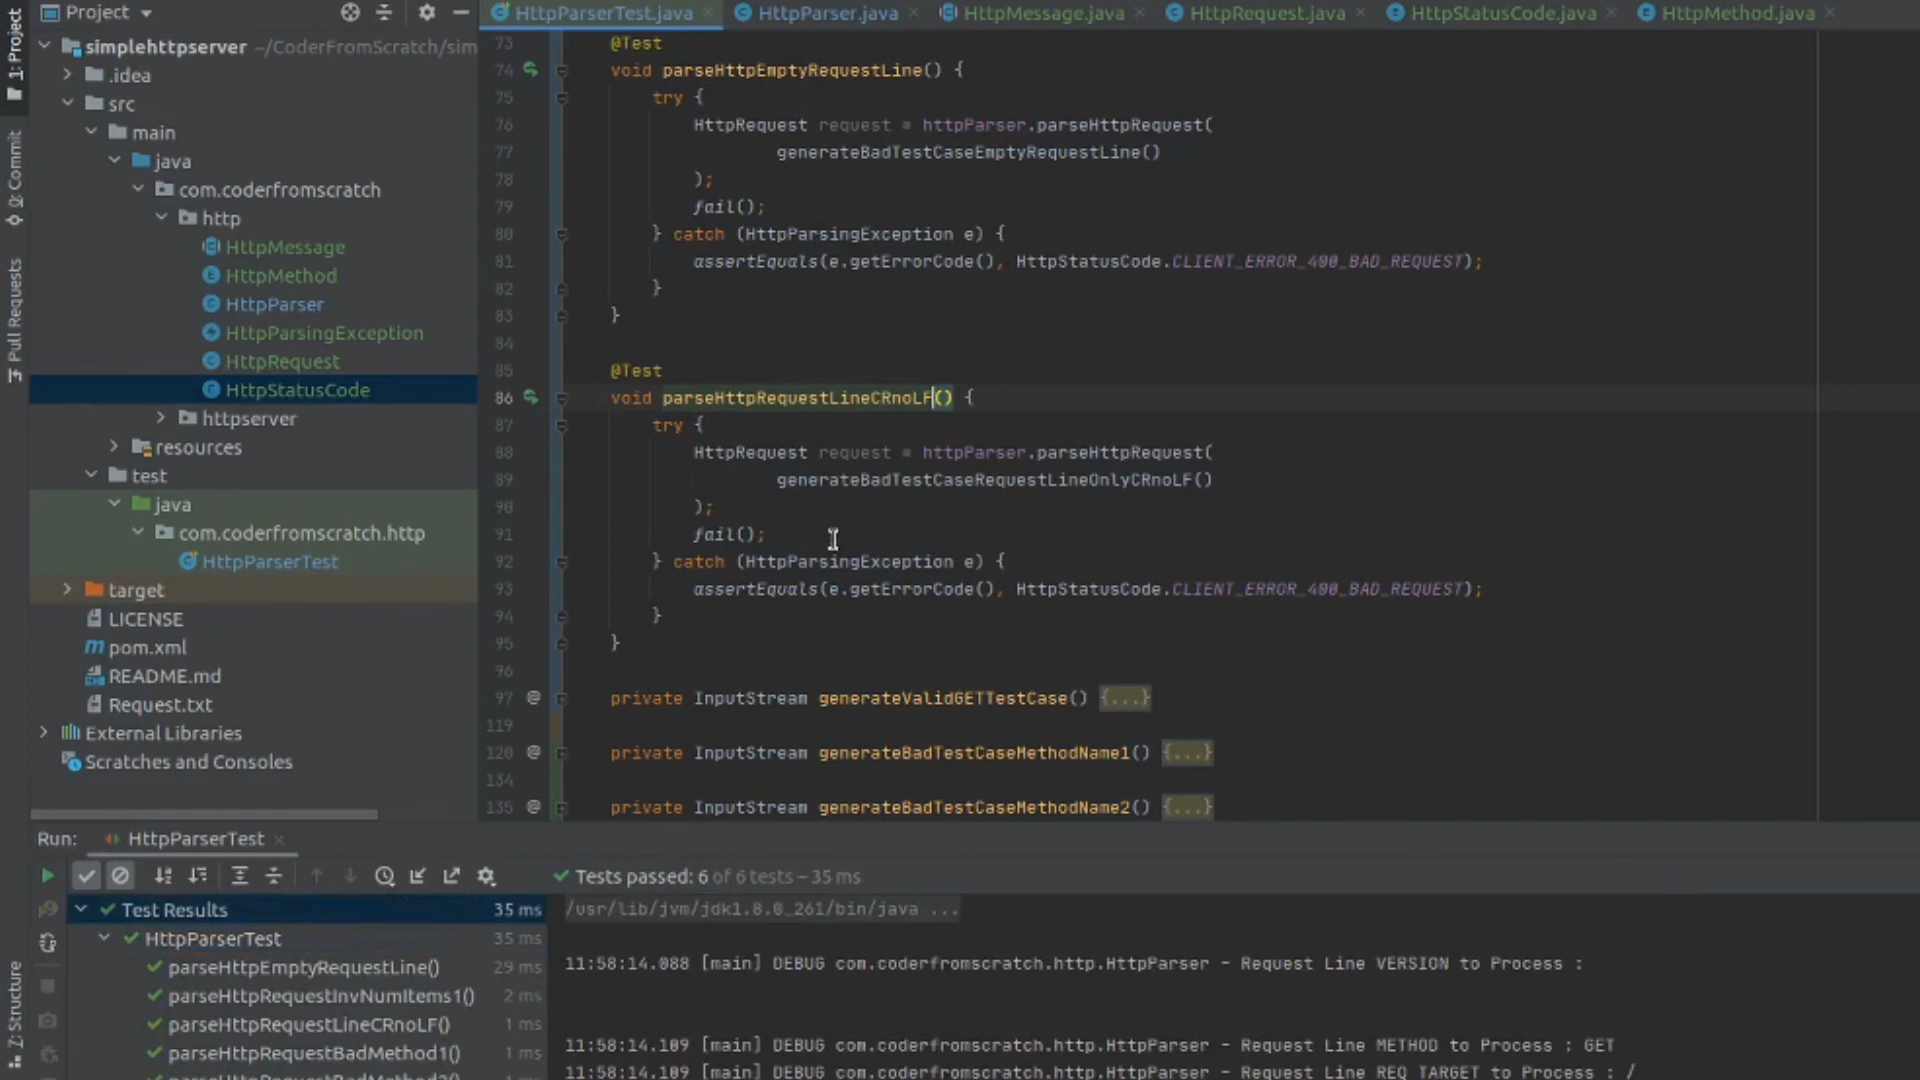 Project
HttpParserTest.java
HttpParser.java
HttpMessage.java
HttpRequest.java
HttpStatusCode.java
HttpMethod.java
1: Project
0: Commit
Pull Requests
Z: Structure
simplehttpserver ~/CoderFromScratch/sim
.idea
src
main
java
com.coderfromscratch
http
HttpMessage
HttpMethod
HttpParser
HttpParsingException
HttpRequest
HttpStatusCode
httpserver
resources
test
java
com.coderfromscratch.http
HttpParserTest
target
LICENSE
pom.xml
README.md
Request.txt
External Libraries
Scratches and Consoles
73 @Test
74 void parseHttpEmptyRequestLine() {
75 try {
76 HttpRequest request = httpParser.parseHttpRequest(
77 generateBadTestCaseEmptyRequestLine()
78 );
79 fail();
80 } catch (HttpParsingException e) {
81 assertEquals(e.getErrorCode(), HttpStatusCode.CLIENT_ERROR_400_BAD_REQUEST);
82 }
83 }
84
85 @Test
86 void parseHttpRequestLineCRnoLF() {
87 try {
88 HttpRequest request = httpParser.parseHttpRequest(
89 generateBadTestCaseRequestLineOnlyCRnoLF()
90 );
91 fail();
92 } catch (HttpParsingException e) {
93 assertEquals(e.getErrorCode(), HttpStatusCode.CLIENT_ERROR_400_BAD_REQUEST);
94 }
95 }
96
97 @ private InputStream generateValidGETTestCase() {...}
119
120 @ private InputStream generateBadTestCaseMethodName1() {...}
134
135 @ private InputStream generateBadTestCaseMethodName2() {...}
Run: HttpParserTest
Tests passed: 6 of 6 tests – 35 ms
Test Results 35 ms
HttpParserTest 35 ms
parseHttpEmptyRequestLine() 29 ms
parseHttpRequestInvNumItems1() 2 ms
parseHttpRequestLineCRnoLF() 1 ms
parseHttpRequestBadMethod1() 1 ms
parseHttpRequestBadMethod2()
/usr/lib/jvm/jdk1.8.0_261/bin/java ...
11:58:14.088 [main] DEBUG com.coderfromscratch.http.HttpParser - Request Line VERSION to Process :
11:58:14.109 [main] DEBUG com.coderfromscratch.http.HttpParser - Request Line METHOD to Process : GET
11:58:14.109 [main] DEBUG com.coderfromscratch.http.HttpParser - Request Line REQ TARGET to Process : /